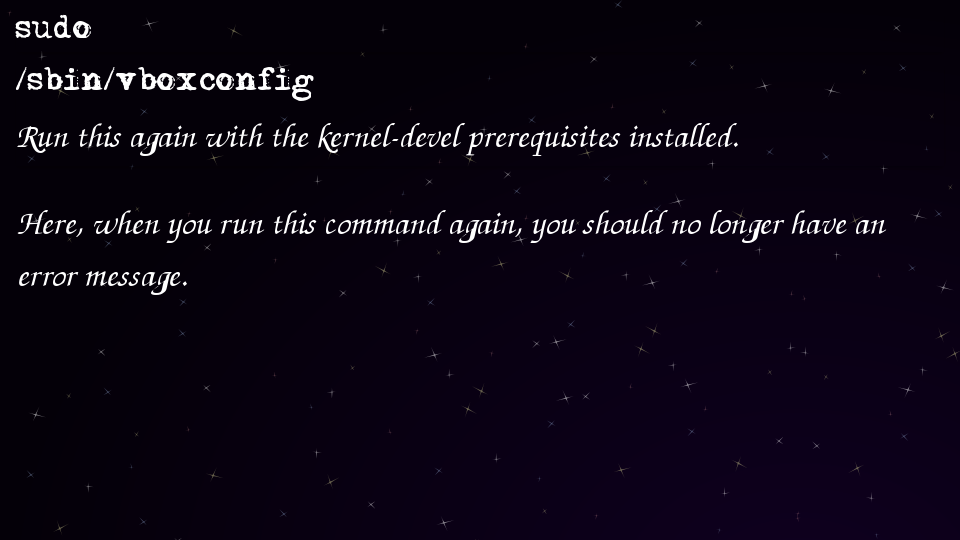 sudo
/sbin/vboxconfig
Run this again with the kernel-devel prerequisites installed.
Here, when you run this command again, you should no longer have an
error message.